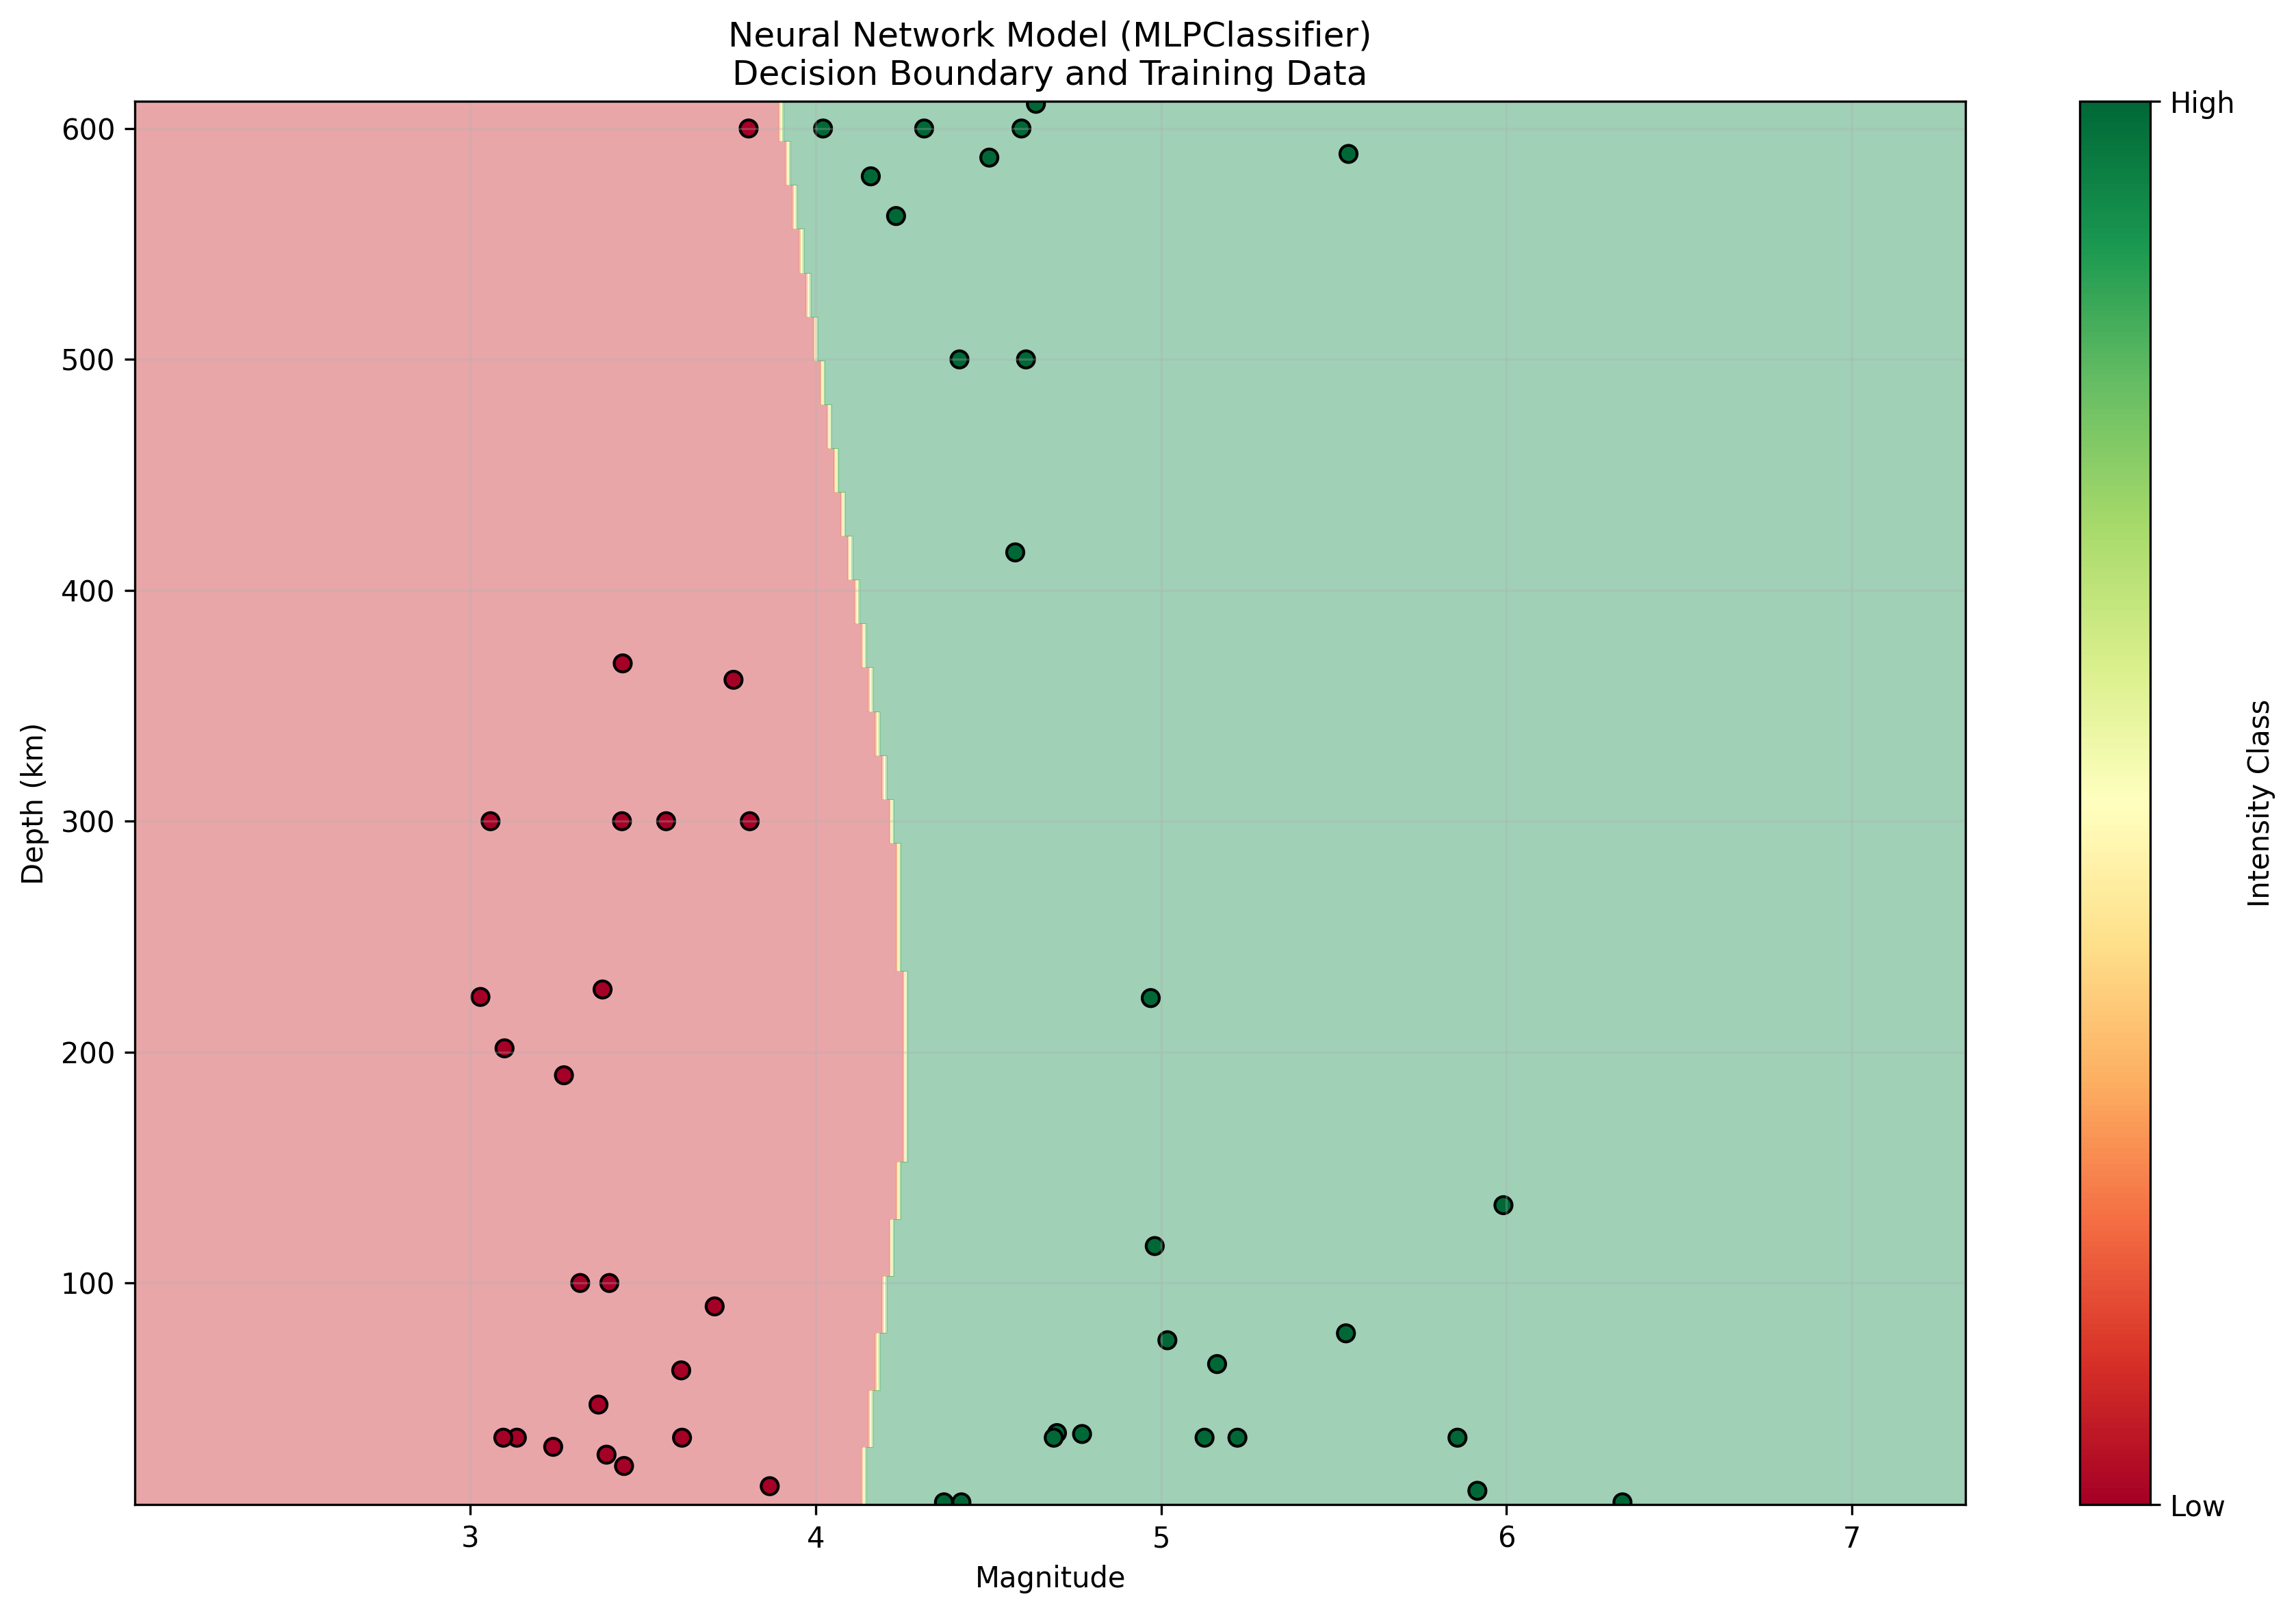 Neural Network Model (MLPClassifier)
Decision Boundary and Training Data
High
600
500
400
300
200
100
Depth (km)
Intensity Class
Low
3
4
5
6
7
Magnitude